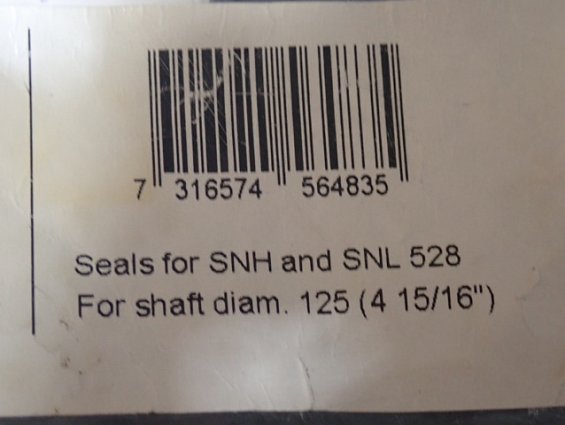 7 316574 564835
Seals for SNH and SNL 528
For shaft diam. 125 (4 15/16")